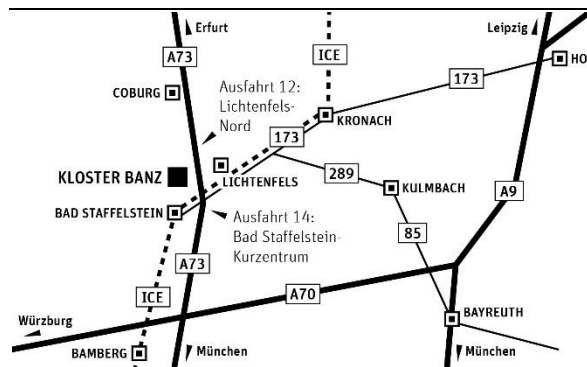 Erfurt
Leipzig
A73
ICE
HO
Ausfahrt 12:
Lichtenfels-
Nord
173
COBURG
KRONACH
173
LICHTENFELS
289
KLOSTER BANZ
KULMBACH
A9
BAD STAFFELSTEIN
Ausfahrt 14:
Bad Staffelstein-
Kurzentrum
85
A73
ICE
A70
Würzburg
BAYREUTH
BAMBERG
München
München